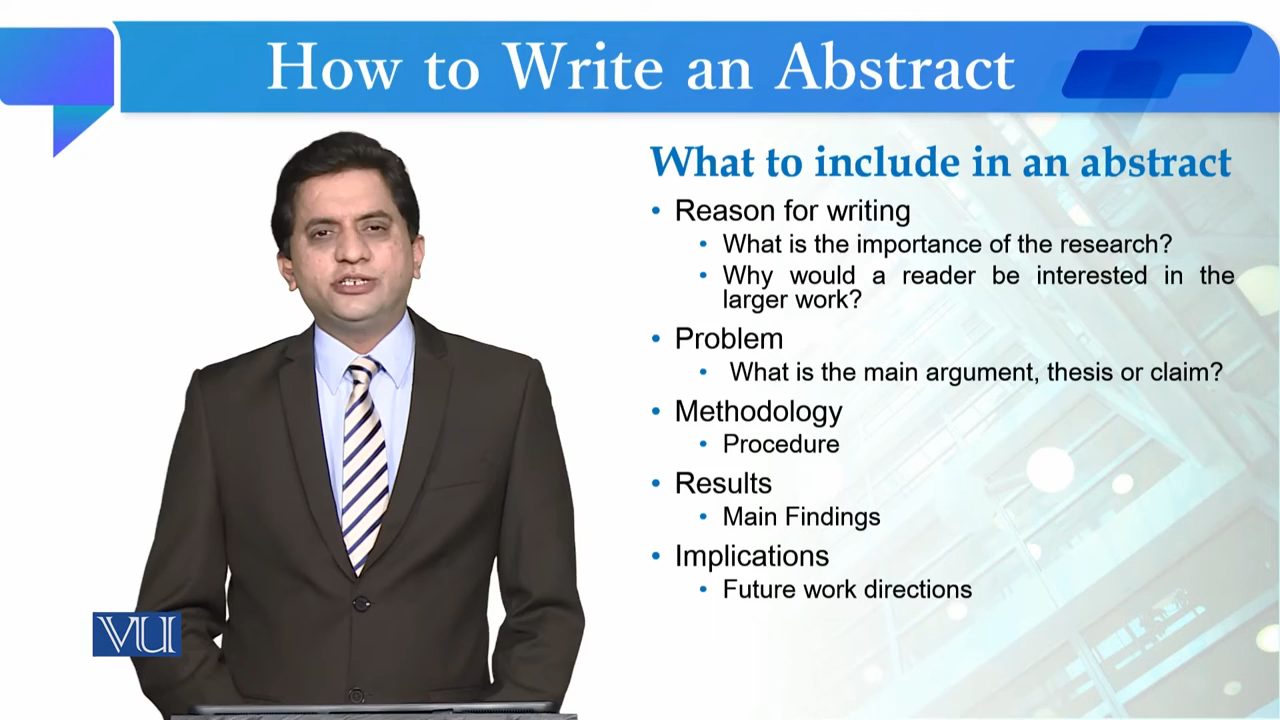 How to Write an Abstract
What to include in an abstract
• Reason for writing
• What is the importance of the research?
• Why would a reader be interested in the
larger work?
• Problem
• What is the main argument, thesis or claim?
• Methodology
• Procedure
• Results
• Main Findings
• Implications
• Future work directions
VU